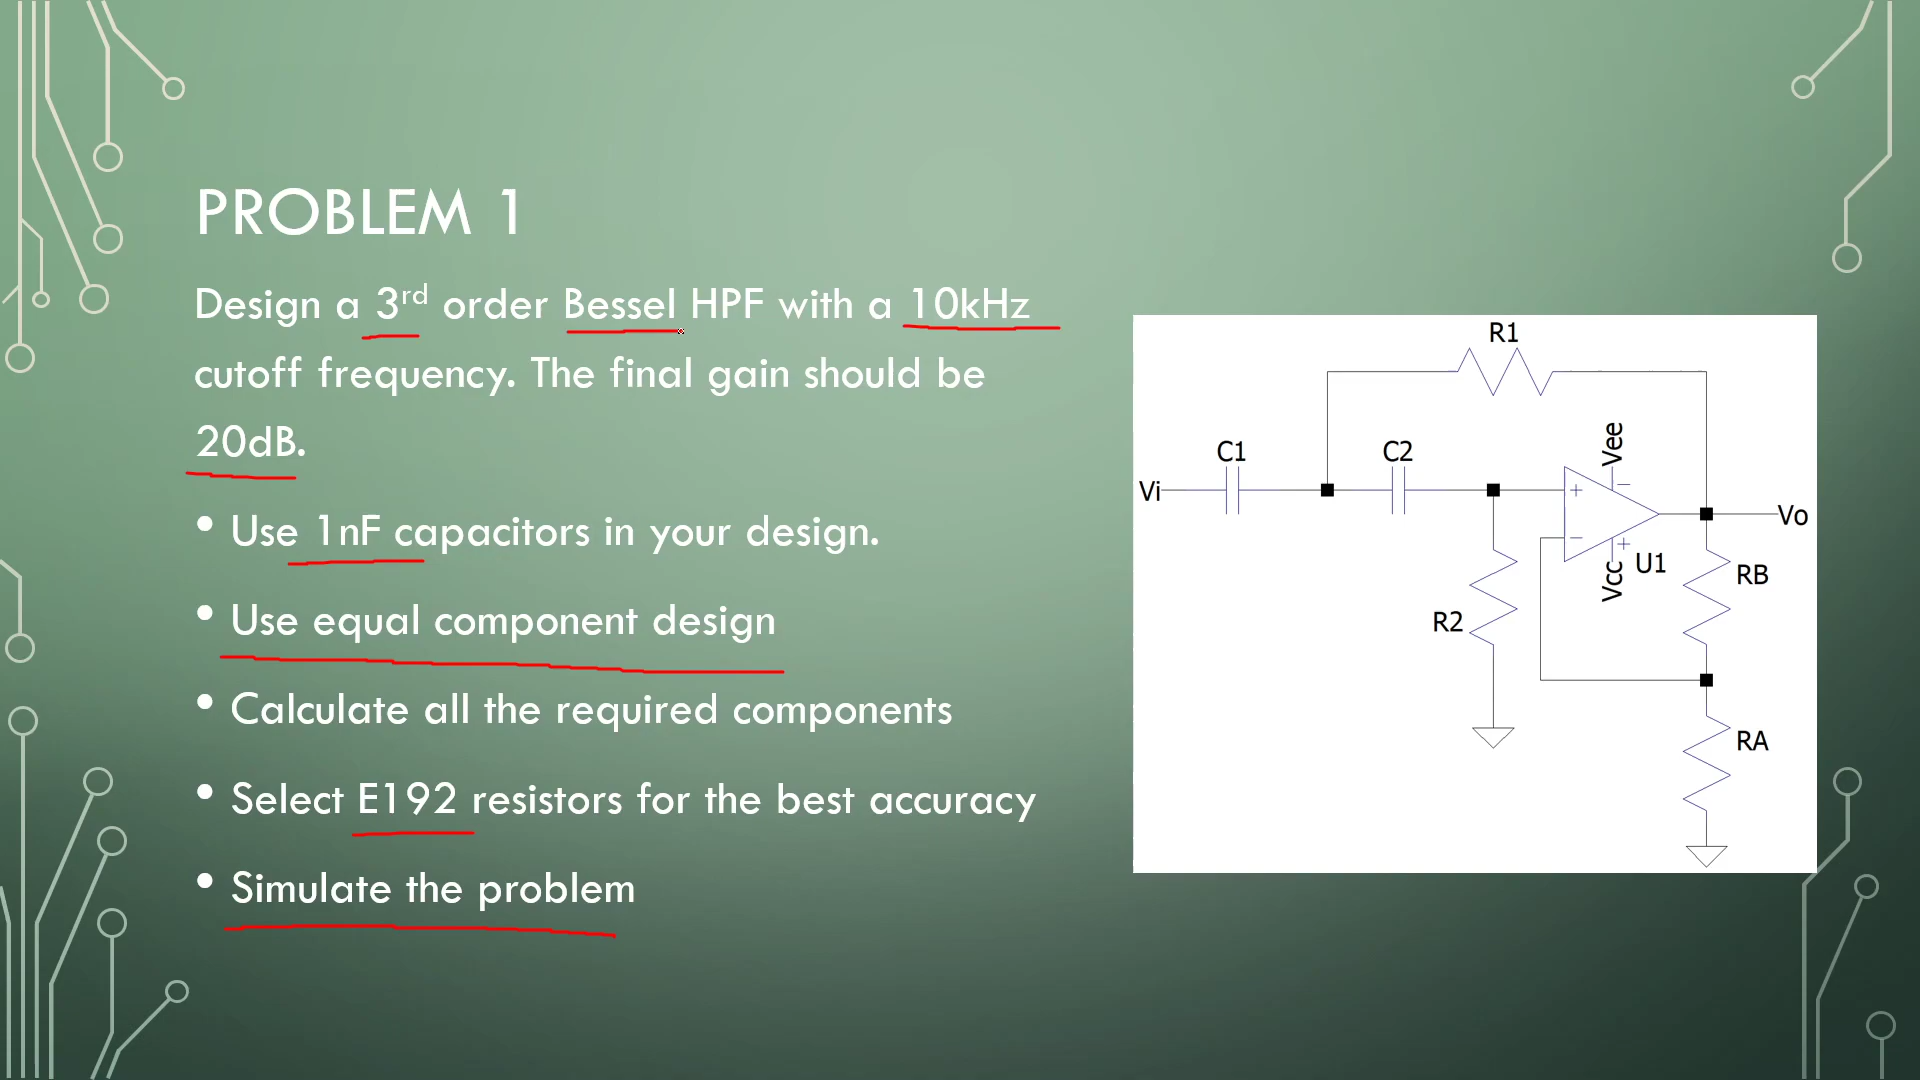 PROBLEM 1
Design a 3rd order Bessel HPF with a 10kHz
cutoff frequency. The final gain should be
20dB.
• Use 1nF capacitors in your design.
• Use equal component design
• Calculate all the required components
• Select E192 resistors for the best accuracy
• Simulate the problem
R1
C1
C2
Vee
Vi
+
−
Vo
−
+
Vcc
U1
RB
R2
RA